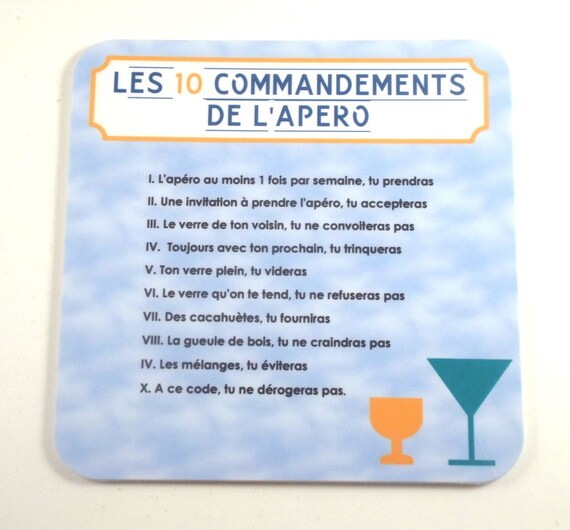 LES 10 COMMANDEMENTS
DE L'APERO
I. L'apéro au moins 1 fois par semaine, tu prendras
II. Une invitation à prendre l'apéro, tu accepteras
III. Le verre de ton voisin, tu ne convoiteras pas
IV. Toujours avec ton prochain, tu trinqueras
V. Ton verre plein, tu videras
VI. Le verre qu'on te tend, tu ne refuseras pas
VII. Des cacahuètes, tu fourniras
VIII. La gueule de bois, tu ne craindras pas
IV. Les mélanges, tu éviteras
X. A ce code, tu ne dérogeras pas.